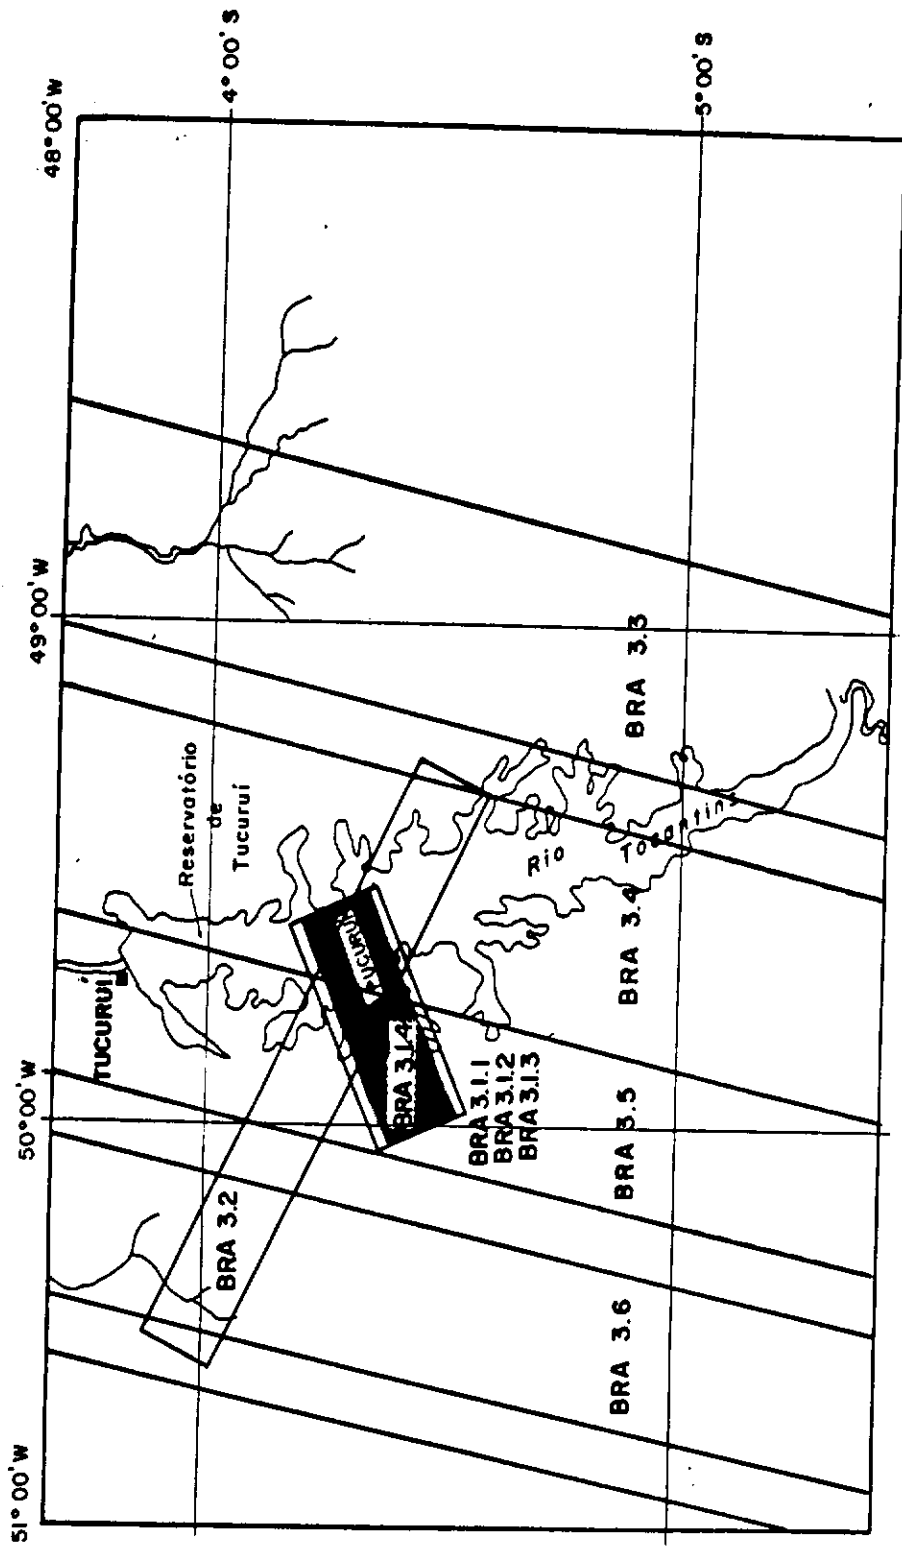 51° 00' W
50° 00' W
49° 00' W
48° 00' W
4° 00' S
5° 00' S
TUCURUÍ
Reservatório
de
Tucuruí
TUCURUÍ
BRA 3.2
BRA 3.1.4
BRA 3.1.1
BRA 3.1.2
BRA 3.1.3
Rio
Tocantins
BRA 3.6
BRA 3.5
BRA 3.4
BRA 3.3